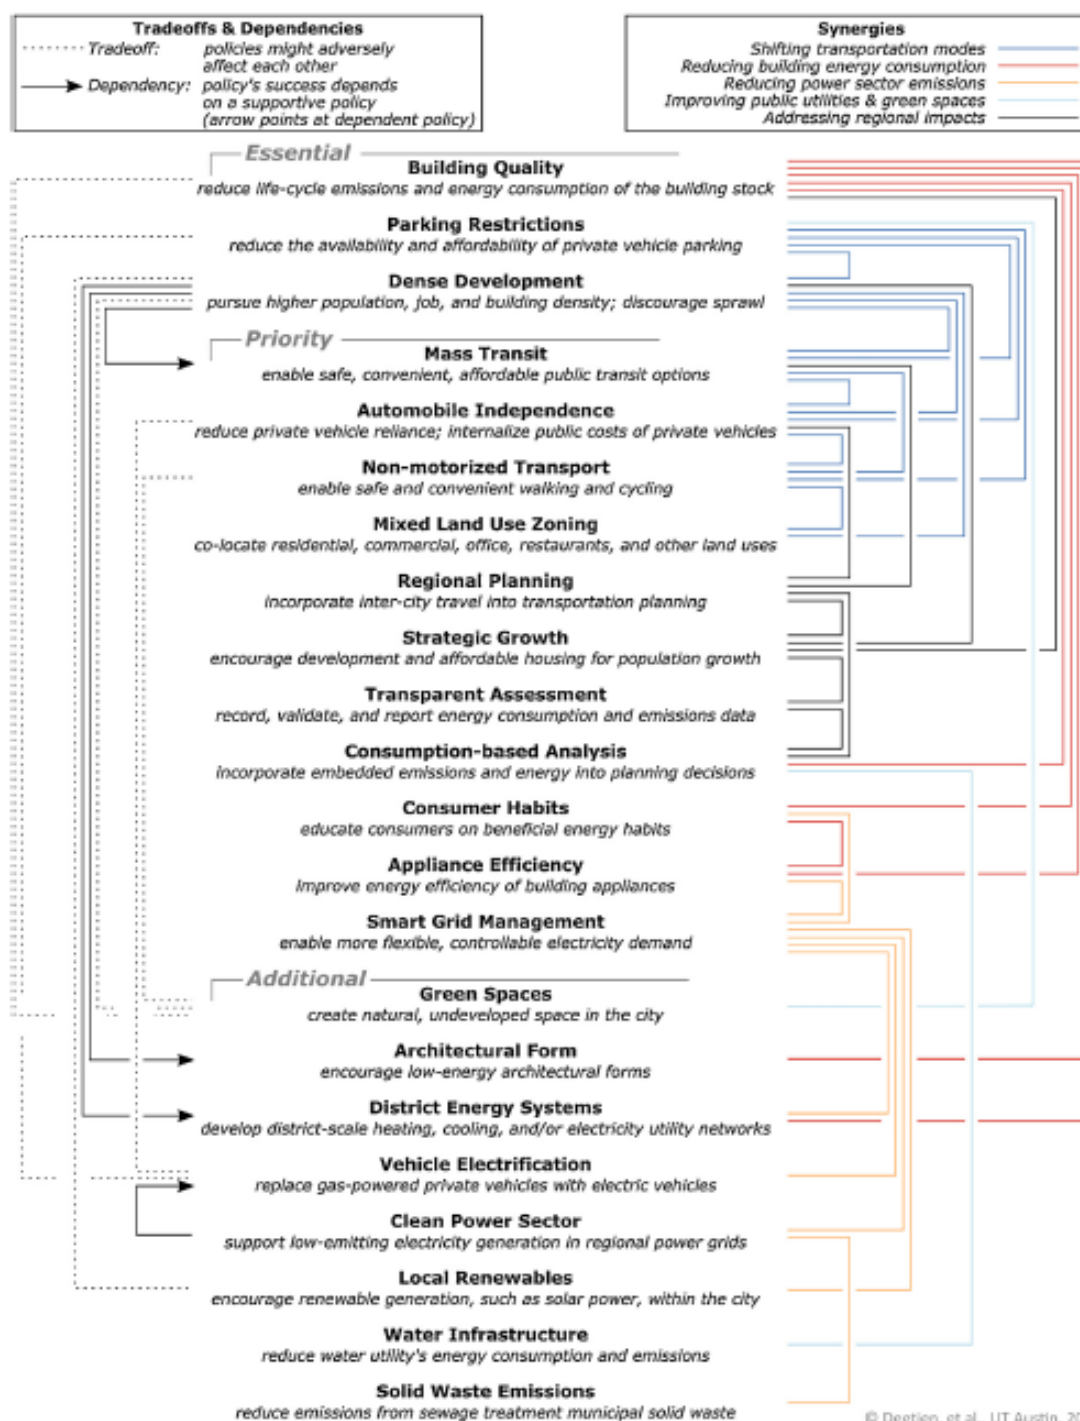 Tradeoffs & Dependencies
Tradeoff: policies might adversely
affect each other
Dependency: policy's success depends
on a supportive policy
(arrow points at dependent policy)
Synergies
Shifting transportation modes
Reducing building energy consumption
Reducing power sector emissions
Improving public utilities & green spaces
Addressing regional impacts
Essential
Building Quality
reduce life-cycle emissions and energy consumption of the building stock
Parking Restrictions
reduce the availability and affordability of private vehicle parking
Dense Development
pursue higher population, job, and building density; discourage sprawl
Priority
Mass Transit
enable safe, convenient, affordable public transit options
Automobile Independence
reduce private vehicle reliance; internalize public costs of private vehicles
Non-motorized Transport
enable safe and convenient walking and cycling
Mixed Land Use Zoning
co-locate residential, commercial, office, restaurants, and other land uses
Regional Planning
incorporate inter-city travel into transportation planning
Strategic Growth
encourage development and affordable housing for population growth
Transparent Assessment
record, validate, and report energy consumption and emissions data
Consumption-based Analysis
incorporate embedded emissions and energy into planning decisions
Consumer Habits
educate consumers on beneficial energy habits
Appliance Efficiency
improve energy efficiency of building appliances
Smart Grid Management
enable more flexible, controllable electricity demand
Additional
Green Spaces
create natural, undeveloped space in the city
Architectural Form
encourage low-energy architectural forms
District Energy Systems
develop district-scale heating, cooling, and/or electricity utility networks
Vehicle Electrification
replace gas-powered private vehicles with electric vehicles
Clean Power Sector
support low-emitting electricity generation in regional power grids
Local Renewables
encourage renewable generation, such as solar power, within the city
Water Infrastructure
reduce water utility's energy consumption and emissions
Solid Waste Emissions
reduce emissions from sewage treatment municipal solid waste
© Deetjen, et al., UT Austin, 20